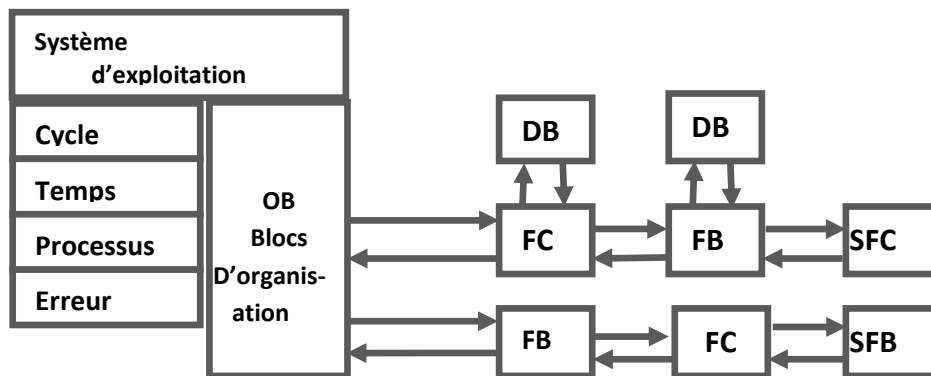 Système
d'exploitation
Cycle
Temps
Processus
Erreur
OB
Blocs
D'organis-
ation
DB
DB
FC
FB
SFC
FB
FC
SFB